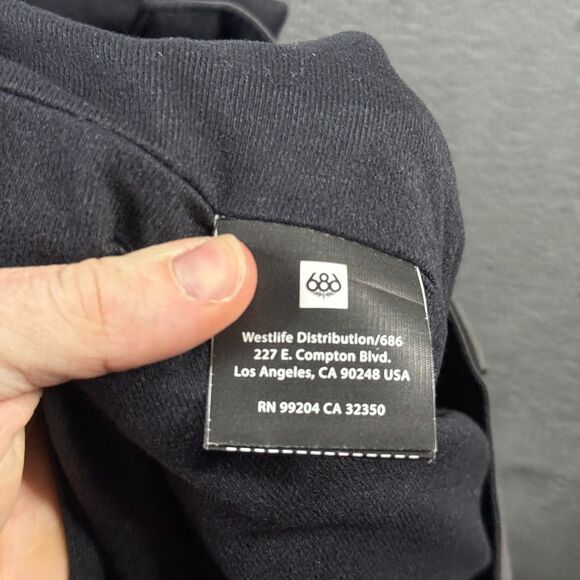 686
Westlife Distribution/686
227 E. Compton Blvd.
Los Angeles, CA 90248 USA
RN 99204 CA 32350